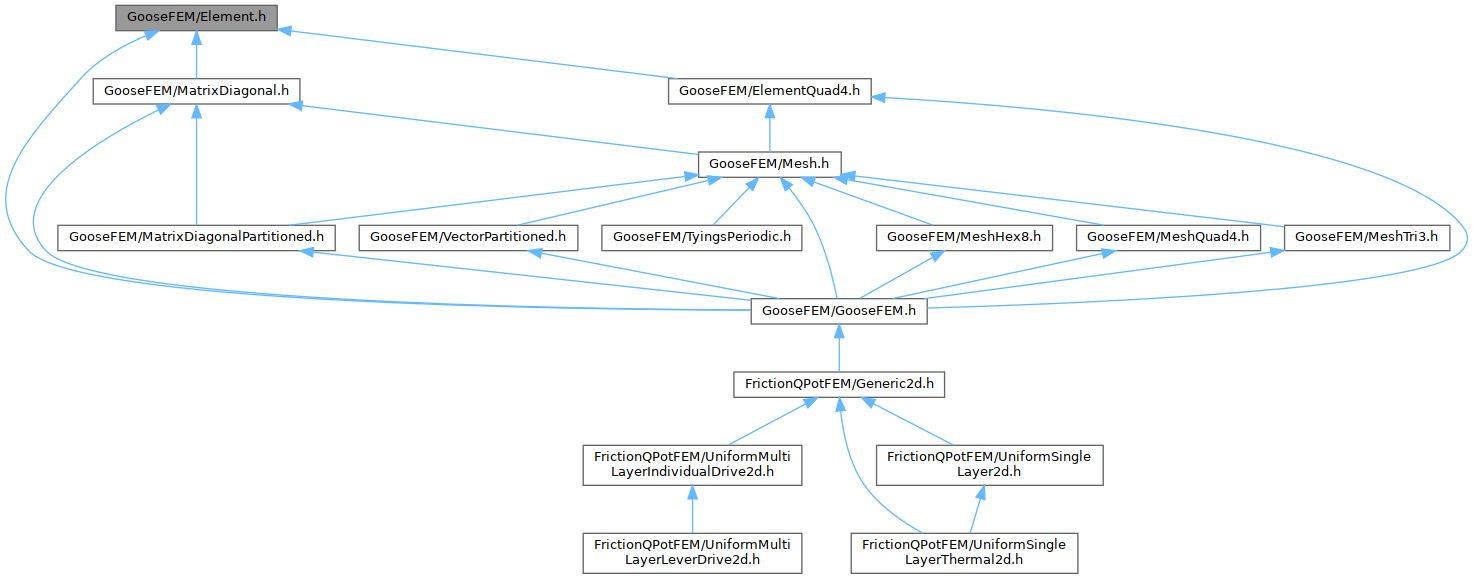 GooseFEM/Element.h
GooseFEM/MatrixDiagonal.h
GooseFEM/ElementQuad4.h
GooseFEM/Mesh.h
GooseFEM/MatrixDiagonalPartitioned.h
GooseFEM/VectorPartitioned.h
GooseFEM/TyingsPeriodic.h
GooseFEM/MeshHex8.h
GooseFEM/MeshQuad4.h
GooseFEM/MeshTri3.h
GooseFEM/GooseFEM.h
FrictionQPotFEM/Generic2d.h
FrictionQPotFEM/UniformMulti
LayerIndividualDrive2d.h
FrictionQPotFEM/UniformSingle
Layer2d.h
FrictionQPotFEM/UniformMulti
LayerLeverDrive2d.h
FrictionQPotFEM/UniformSingle
LayerThermal2d.h